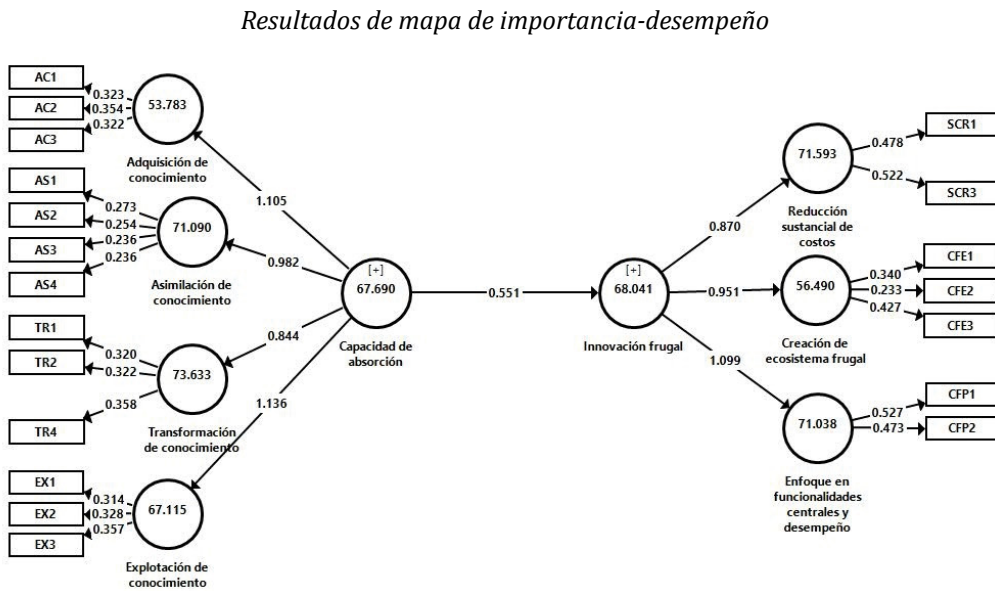 Resultados de mapa de importancia-desempeño
AC1
AC2
AC3
0.323
0.354
0.322
53.783
Adquisición de
conocimiento
AS1
AS2
AS3
AS4
0.273
0.254
0.236
0.236
71.090
Asimilación de
conocimiento
TR1
TR2
TR4
0.320
0.322
0.358
73.633
Transformación
de conocimiento
EX1
EX2
EX3
0.314
0.328
0.357
67.115
Explotación de
conocimiento
1.105
0.982
0.844
1.136
[+]
67.690
Capacidad de
absorción
0.551
[+]
68.041
Innovación frugal
0.870
0.951
1.099
71.593
Reducción
sustancial de
costos
0.478
0.522
SCR1
SCR3
56.490
Creación de
ecosistema frugal
0.340
0.233
0.427
CFE1
CFE2
CFE3
71.038
Enfoque en
funcionalidades
centrales y
desempeño
0.527
0.473
CFP1
CFP2